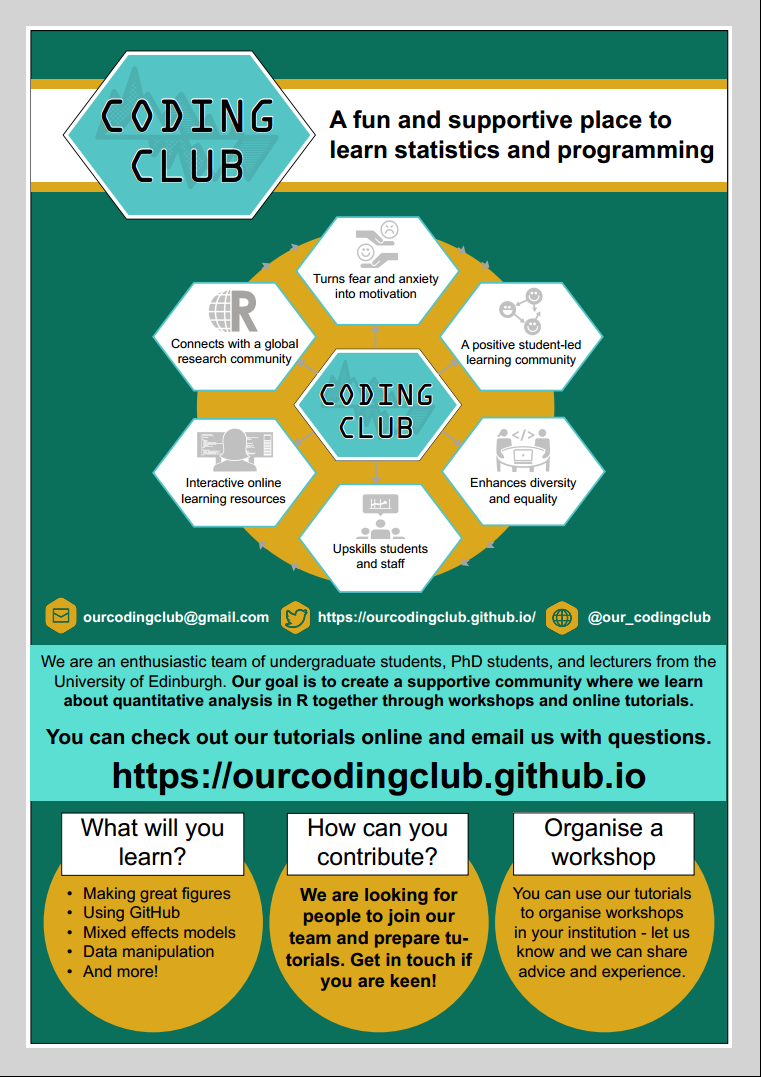 CODING
CLUB
A fun and supportive place to
learn statistics and programming
Turns fear and anxiety
into motivation
R
Connects with a global
research community
A positive student-led
learning community
CODING
CLUB
Interactive online
learning resources
</>
Enhances diversity
and equality
Upskills students
and staff
ourcodingclub@gmail.com
https://ourcodingclub.github.io/
@our_codingclub
We are an enthusiastic team of undergraduate students, PhD students, and lecturers from the
University of Edinburgh. Our goal is to create a supportive community where we learn
about quantitative analysis in R together through workshops and online tutorials.
You can check out our tutorials online and email us with questions.
https://ourcodingclub.github.io
What will you
learn?
• Making great figures
• Using GitHub
• Mixed effects models
• Data manipulation
• And more!
How can you
contribute?
We are looking for
people to join our
team and prepare tu-
torials. Get in touch if
you are keen!
Organise a
workshop
You can use our tutorials
to organise workshops
in your institution - let us
know and we can share
advice and experience.